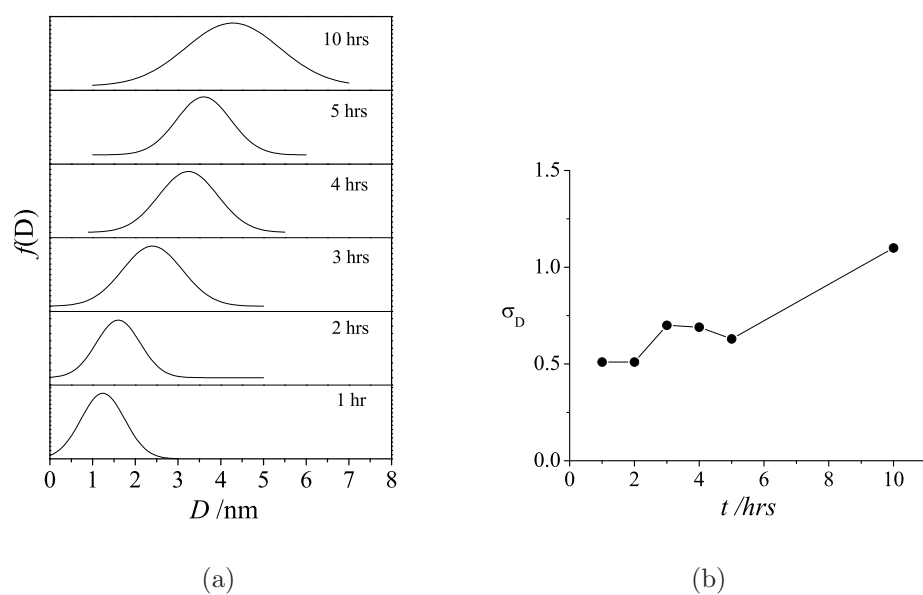 10 hrs
5 hrs
4 hrs
3 hrs
2 hrs
1 hr
f(D)
0 1 2 3 4 5 6 7 8
D /nm
(a)
1.5
1.0
0.5
0.0
σD
0 2 4 6 8 10
t /hrs
(b)